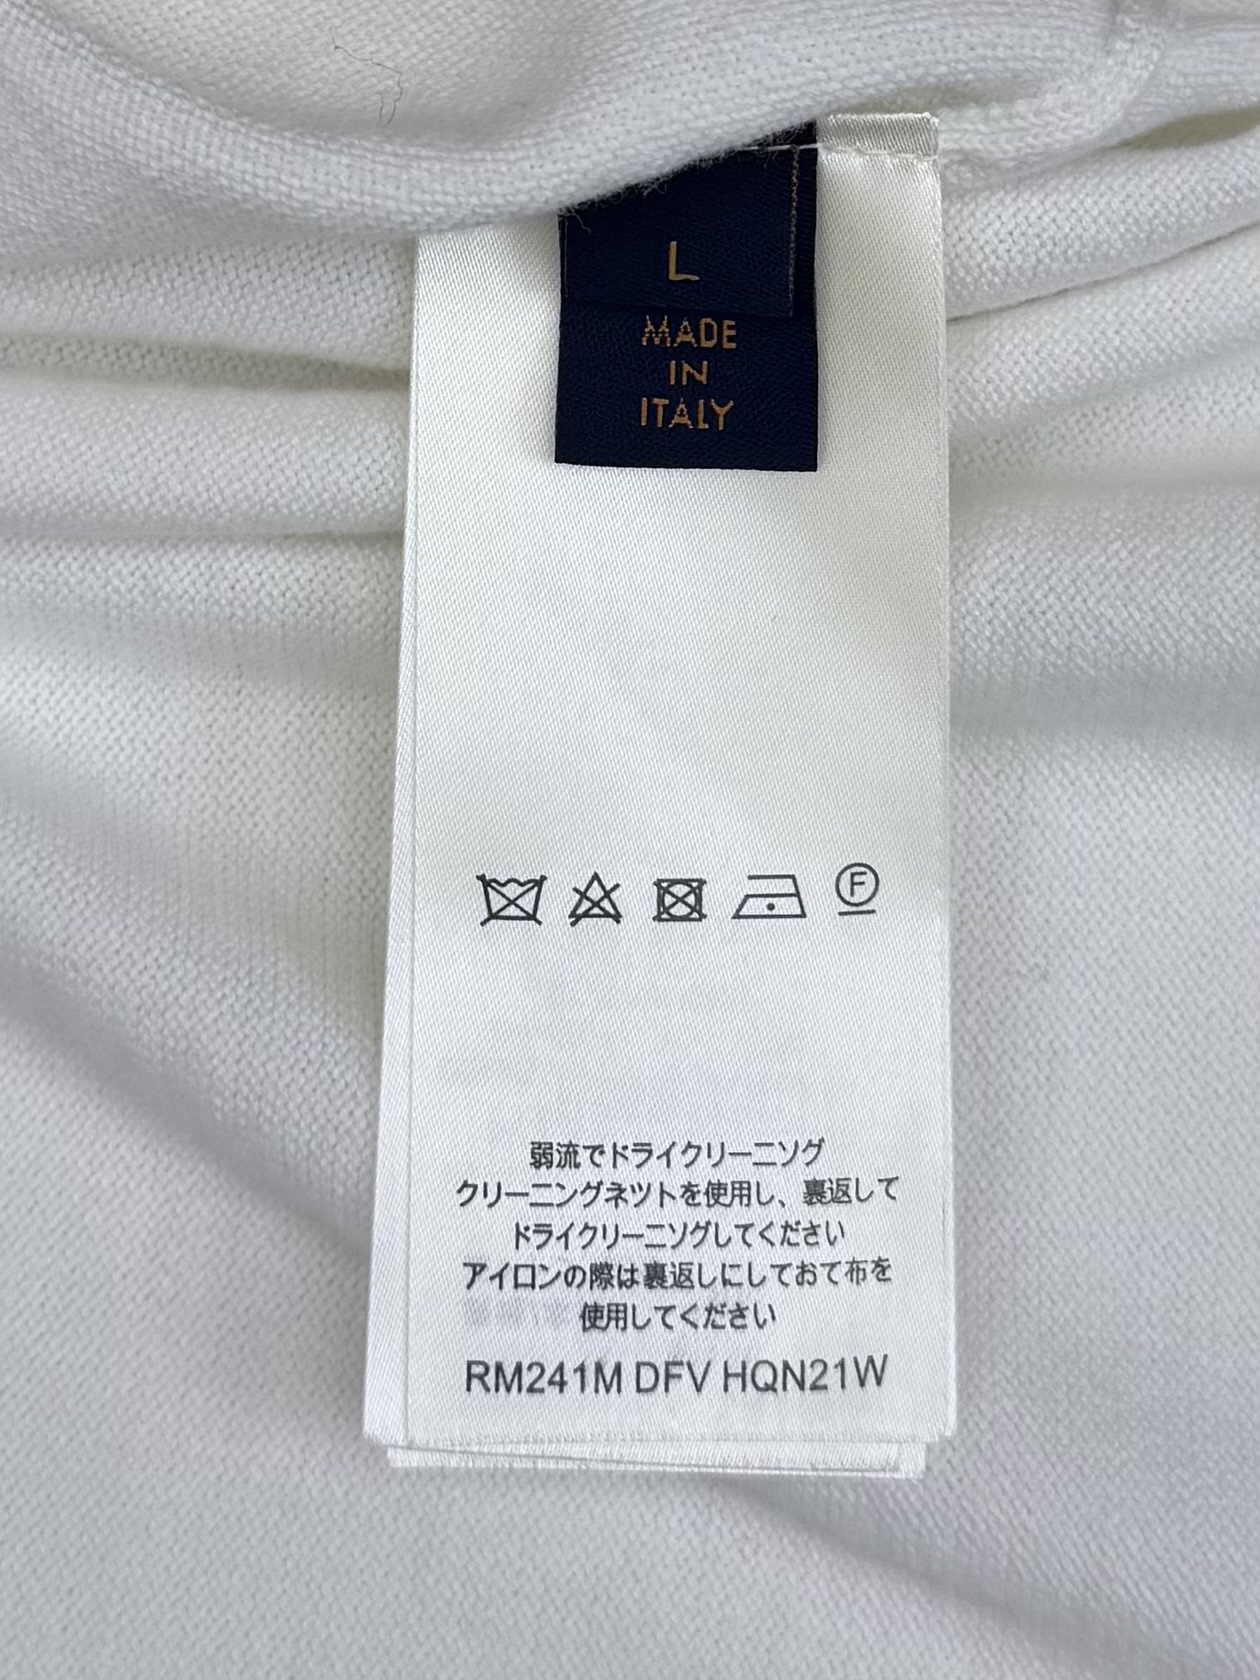 L
MADE
IN
ITALY
F
弱流でドライクリーニソグ
クリーニングネツトを使用し、裏返して
ドライクリーニソグしてください
アイロンの際は裏返しにしておて布を
使用してください
RM241M DFV HQN21W